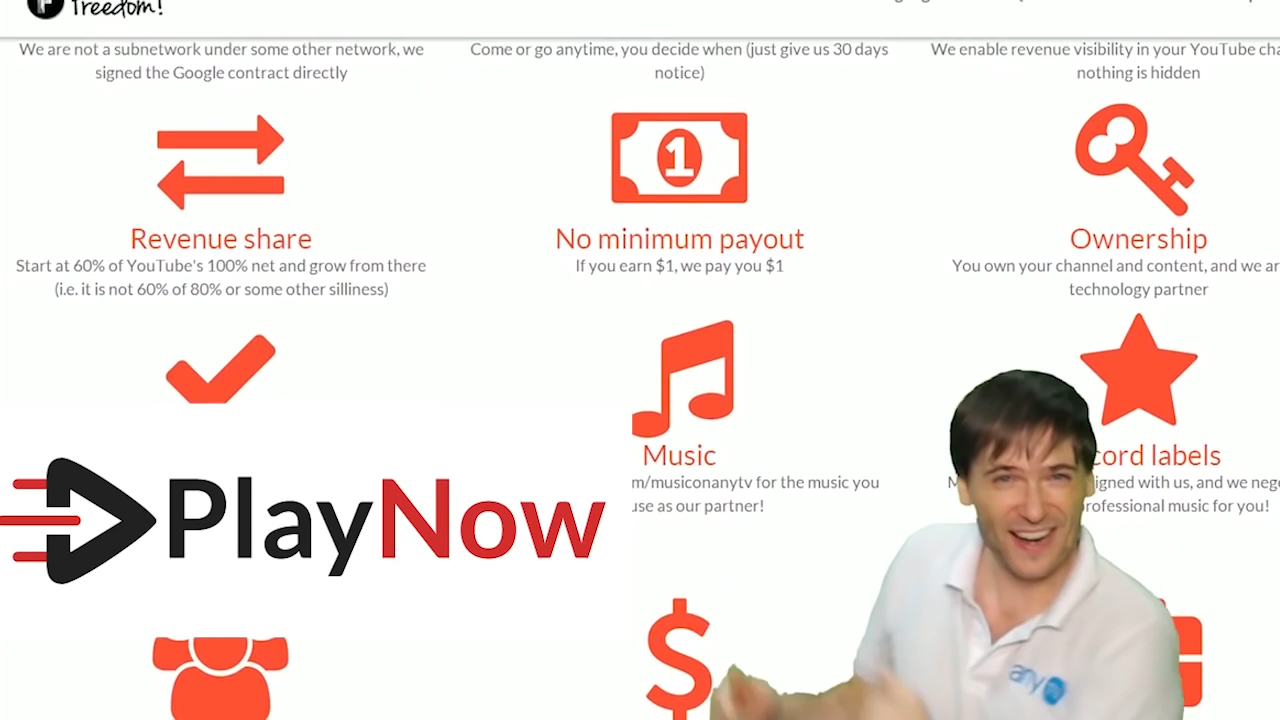 Freedom!
We are not a subnetwork under some other network, we
signed the Google contract directly
Come or go anytime, you decide when (just give us 30 days
notice)
We enable revenue visibility in your YouTube
nothing is hidden
1
Revenue share
Start at 60% of YouTube's 100% net and grow from there
(i.e. it is not 60% of 80% or some other silliness)
No minimum payout
If you earn $1, we pay you $1
Ownership
You own your channel and content, and we
technology partner
PlayNow
Music
m/musiconanytv for the music you
use as our partner!
cord labels
igned with us, and we
professional music for you!
$
any